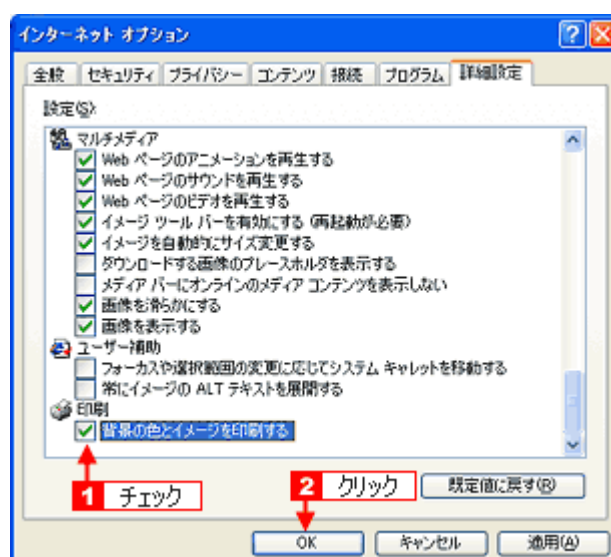 インターネット オプション
全般 セキュリティ プライバシー コンテンツ 接続 プログラム 詳細設定
設定(S):
マルチメディア
Web ページのアニメーションを再生する
Web ページのサウンドを再生する
Web ページのビデオを再生する
イメージ ツール バーを有効にする (再起動が必要)
イメージを自動的にサイズ変更する
ダウンロードする画像のプレースホルダを表示する
メディア バーにオンラインのメディア コンテンツを表示しない
画像を滑らかにする
画像を表示する
ユーザー補助
フォーカスや選択範囲の変更に応じてシステム キャレットを移動する
常にイメージの ALT テキストを展開する
印刷
背景の色とイメージを印刷する
1 チェック
2 クリック
既定値に戻す(R)
OK キャンセル 適用(A)